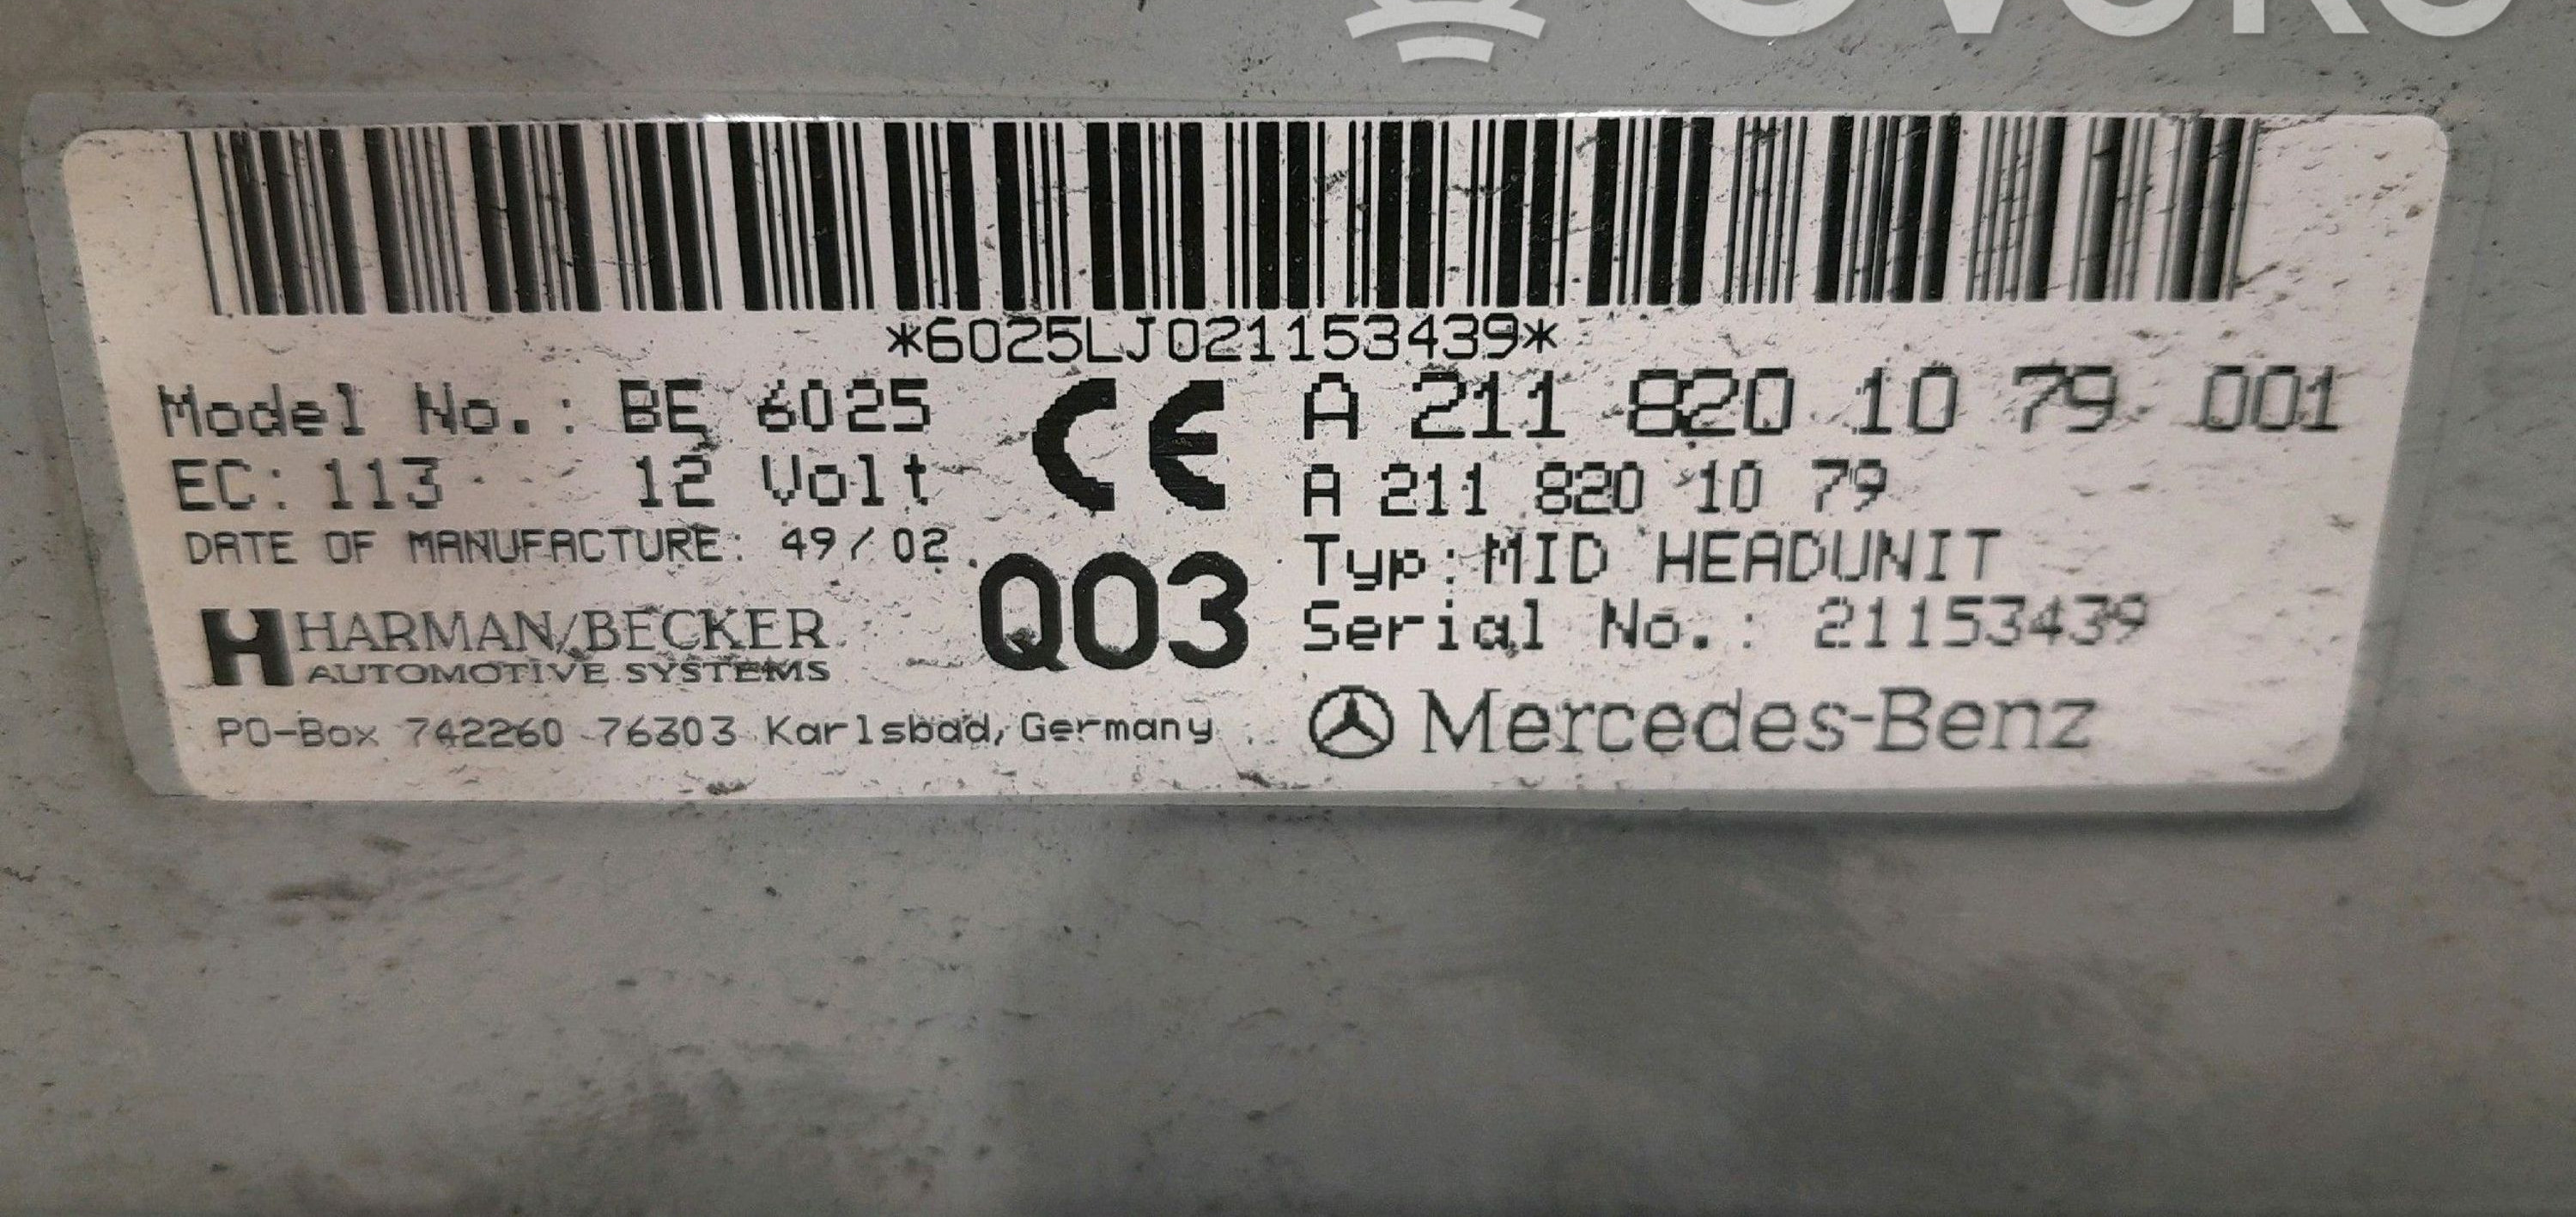 *6025LJ021153439*
Model No.: BE 6025
EC: 113 12 Volt
DATE OF MANUFACTURE: 49/02
CE
Q03
A 211 820 10 79 001
A 211 820 10 79
Typ:MID HEADUNIT
Serial No.: 21153439
HARMAN/BECKER
AUTOMOTIVE SYSTEMS
PO-Box 742260 76303 Karlsbad, Germany
Mercedes-Benz